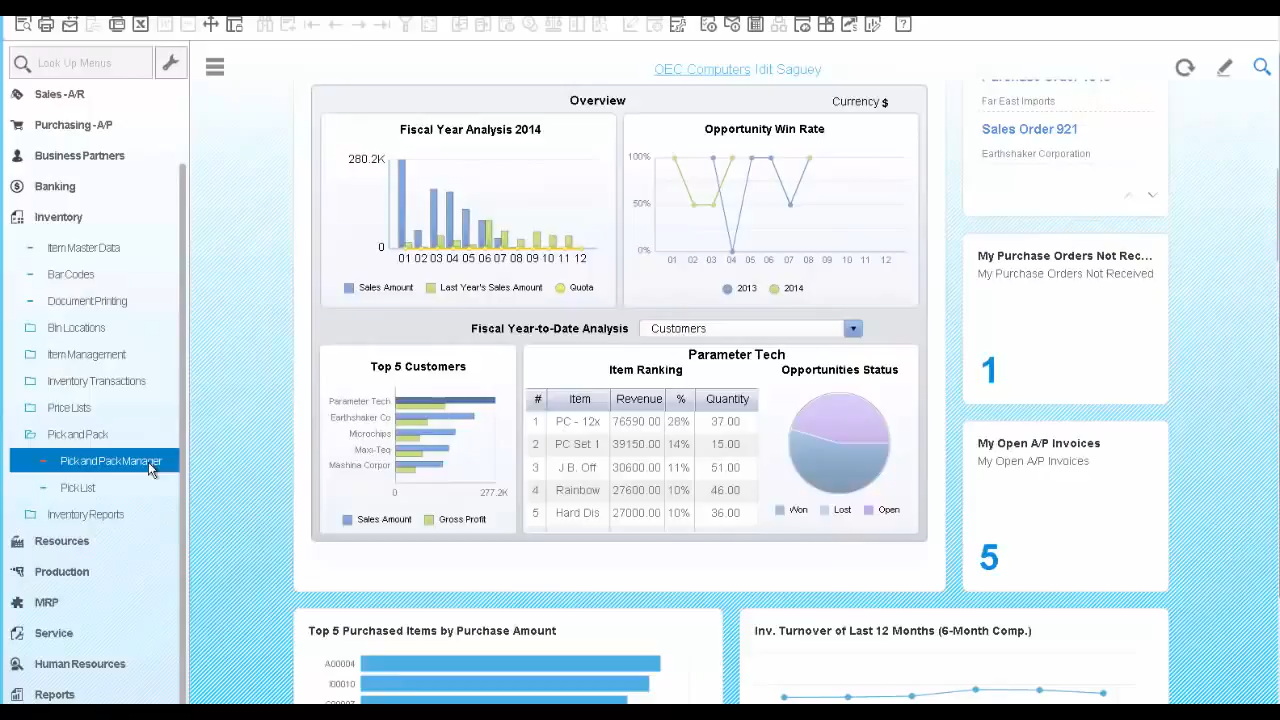 Look Up Menus
Sales - A/R
Purchasing - A/P
Business Partners
Banking
Inventory
Item Master Data
Bar Codes
Document Printing
Bin Locations
Item Management
Inventory Transactions
Price Lists
Pick and Pack
Pick and Pack Manager
Pick List
Inventory Reports
Resources
Production
MRP
Service
Human Resources
Reports
OEC Computers Idit Saguey
Overview
Currency $
Fiscal Year Analysis 2014
280.2K
0
01 02 03 04 05 06 07 08 09 10 11 12
Sales Amount Last Year's Sales Amount Quota
Opportunity Win Rate
100%
50%
0%
01 02 03 04 05 06 07 08 09 10 11 12
2013 2014
Fiscal Year-to-Date Analysis Customers
Top 5 Customers
Parameter Tech
Earthshaker Co
Microchips
Maxi-Teq
Mashina Corpor
0 277.2K
Sales Amount Gross Profit
Parameter Tech
Item Ranking
# Item Revenue % Quantity
1 PC - 12x 76590.00 28% 37.00
2 PC Set 1 39150.00 14% 15.00
3 J.B. Off 30600.00 11% 51.00
4 Rainbow 27600.00 10% 46.00
5 Hard Dis 27000.00 10% 36.00
Opportunities Status
Won Lost Open
Far East Imports
Sales Order 921
Earthshaker Corporation
My Purchase Orders Not Rec...
My Purchase Orders Not Received
1
My Open A/P Invoices
My Open A/P Invoices
5
Top 5 Purchased Items by Purchase Amount
A00004
I00010
Inv. Turnover of Last 12 Months (6-Month Comp.)